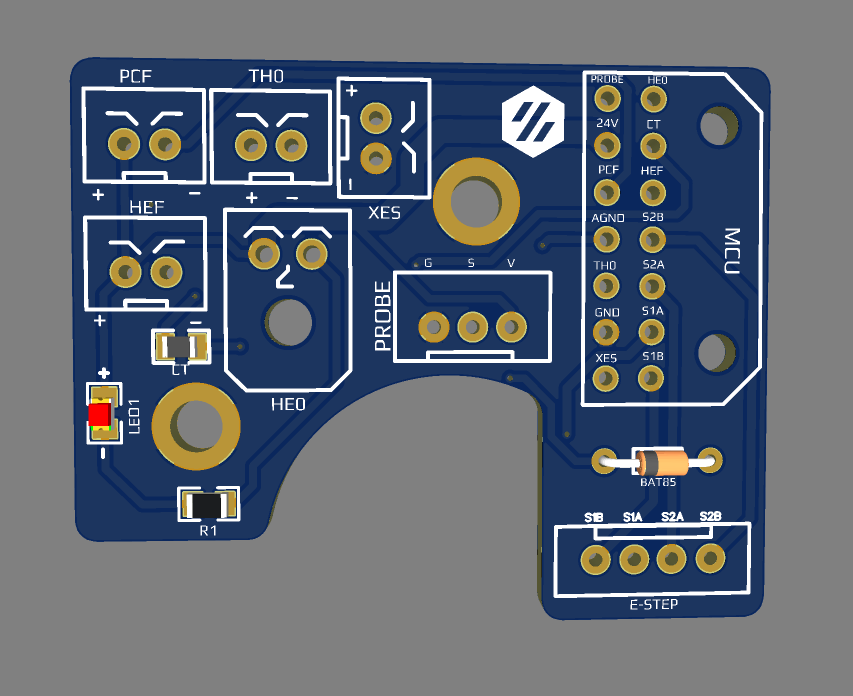 PCF
TH0
+
-
+
-
+
-
XES
HEF
+
-
HE0
C1
+
-
LED1
R1
G S V
PROBE
PROBE HE0
24V CT
PCF HEF
AGND S2B
TH0 S2A
GND S1A
XES S1B
MCU
BAT85
S1B S1A S2A S2B
E-STEP